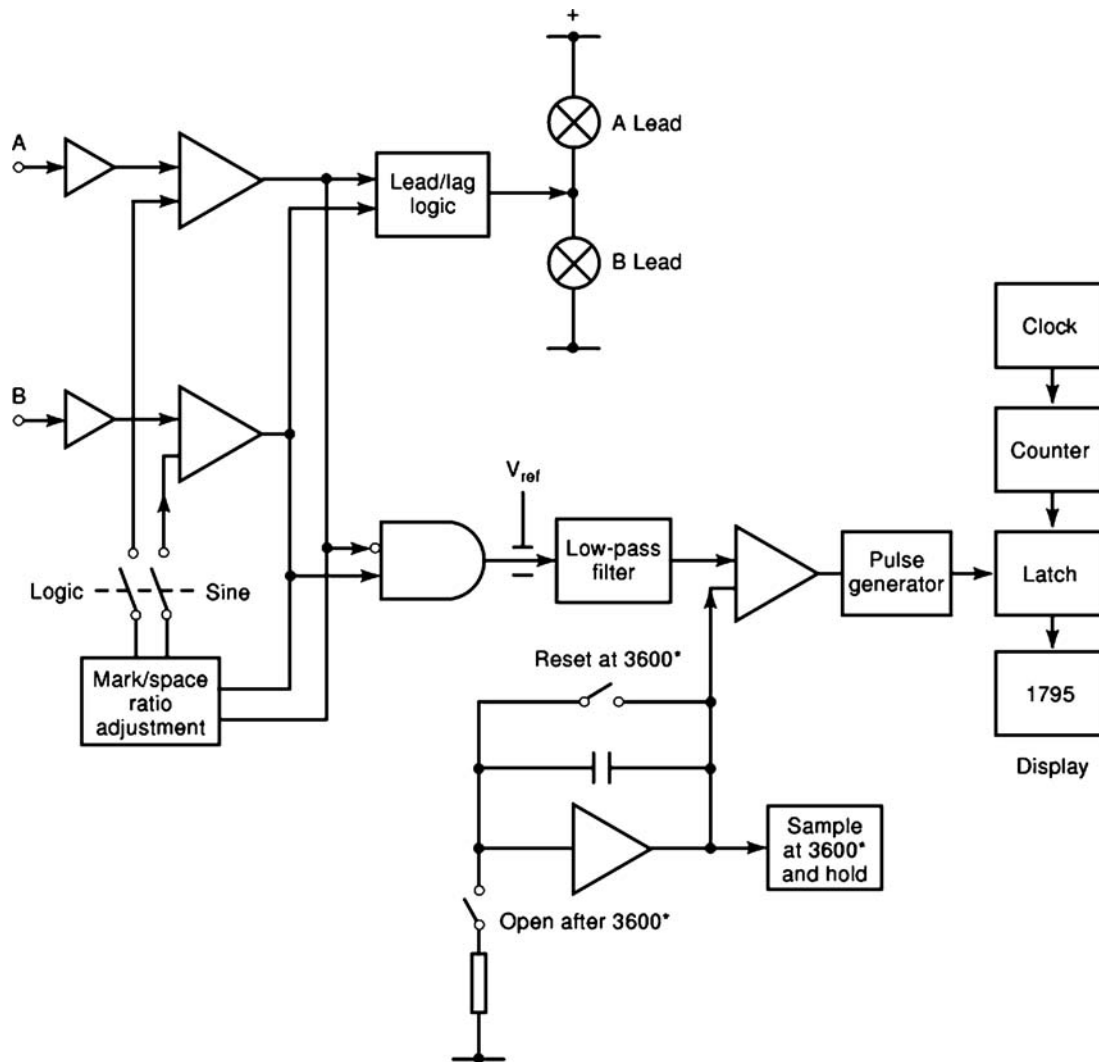 +
A
A Lead
Lead/lag
logic
B Lead
B
Clock
Counter
V_ref
Low-pass
filter
Pulse
generator
Latch
Logic
Sine
Mark/space
ratio
adjustment
Reset at 3600*
1795
Display
Sample
at 3600*
and hold
Open after 3600*